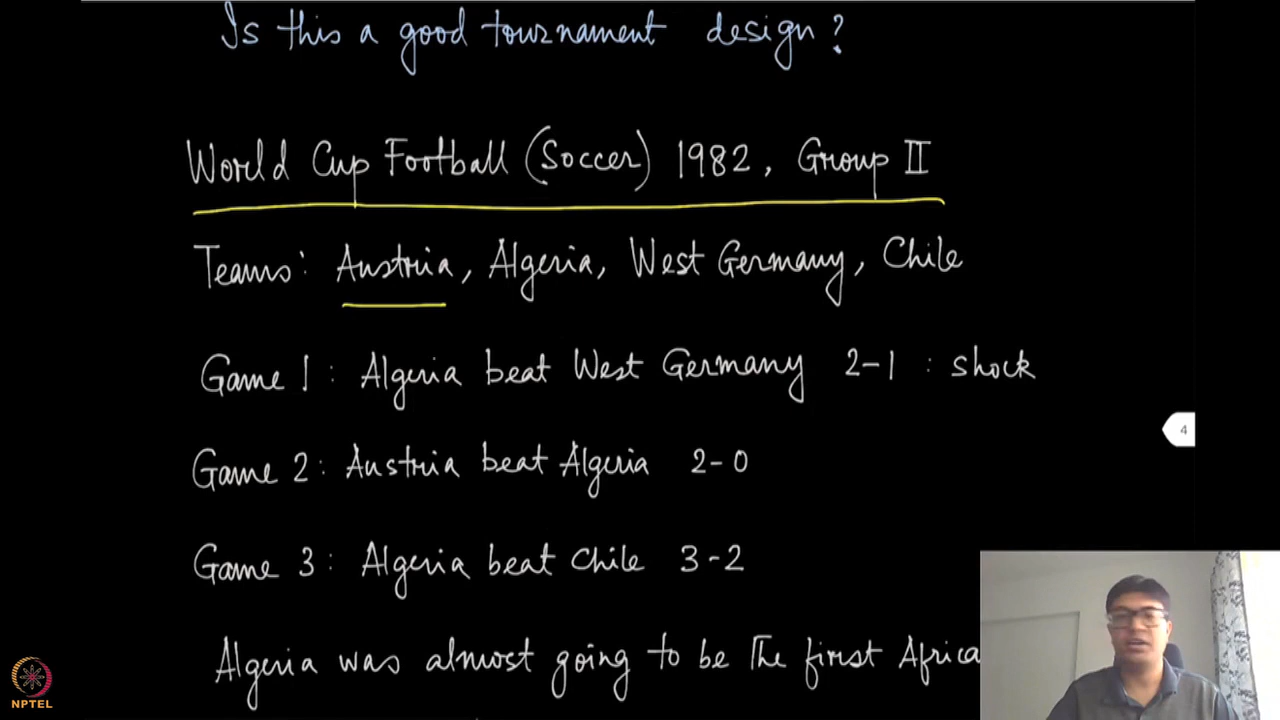 Is this a good tournament design?
World Cup Football (Soccer) 1982, Group II
Teams: Austria, Algeria, West Germany, Chile
Game 1: Algeria beat West Germany 2-1 : shock
Game 2: Austria beat Algeria 2-0
4
Game 3: Algeria beat Chile 3-2
Algeria was almost going to be the first Africa
NPTEL